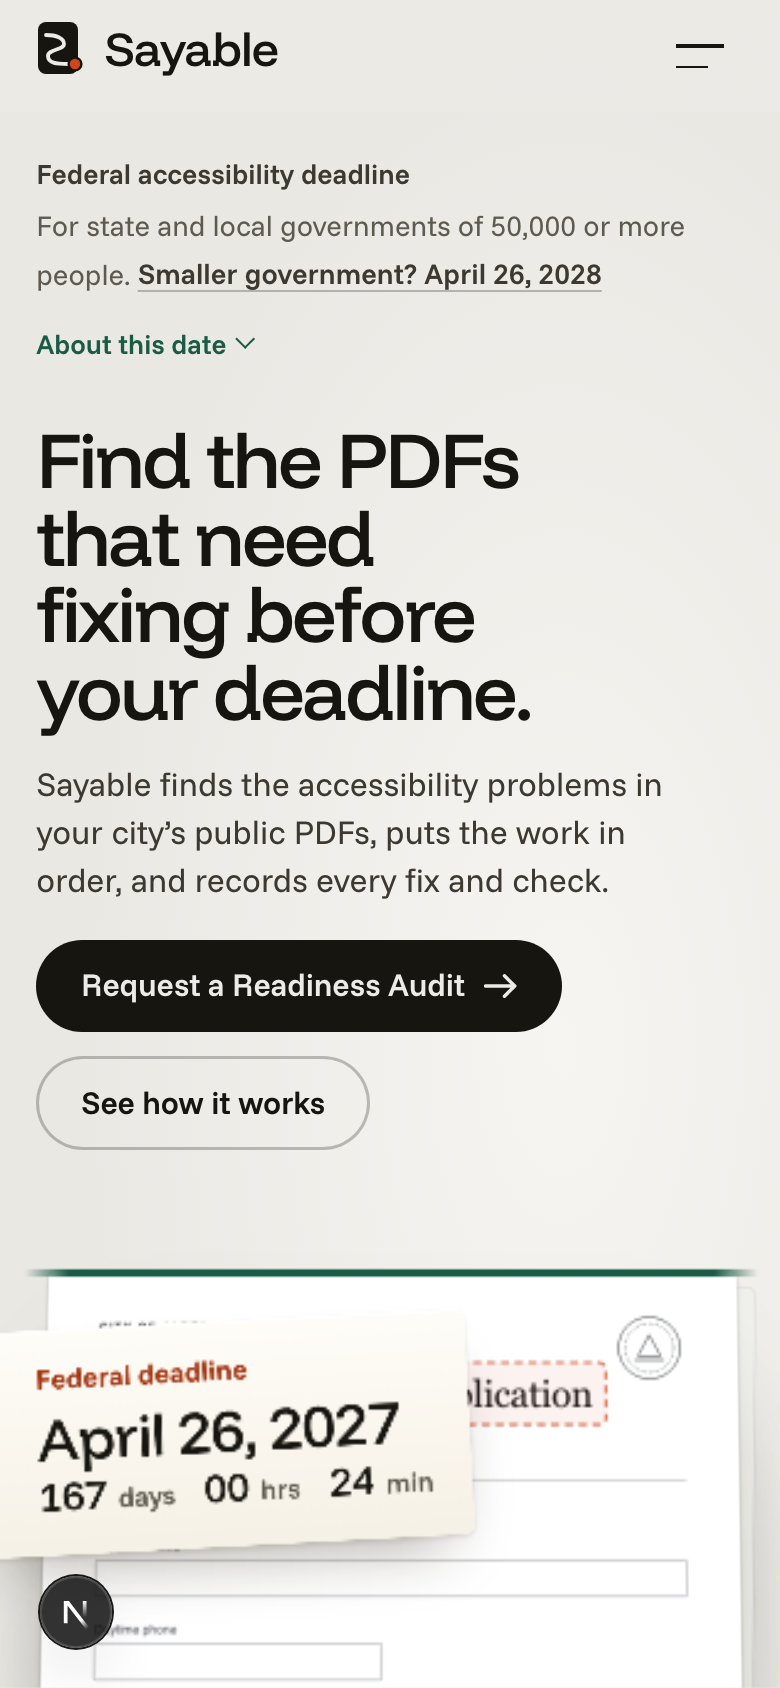 Sayable
Federal accessibility deadline
For state and local governments of 50,000 or more
people. Smaller government? April 26, 2028
About this date
Find the PDFs
that need
fixing before
your deadline.
Sayable finds the accessibility problems in
your city’s public PDFs, puts the work in
order, and records every fix and check.
Request a Readiness Audit
See how it works
Federal deadline
April 26, 2027
167 days 00 hrs 24 min
plication
N
phone